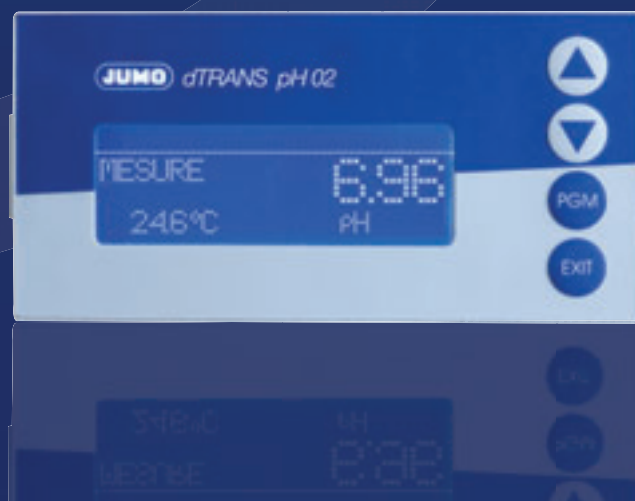 JUMO dTRANS pH 02
MESURE 6.96
24.6°C pH
PGM
EXIT